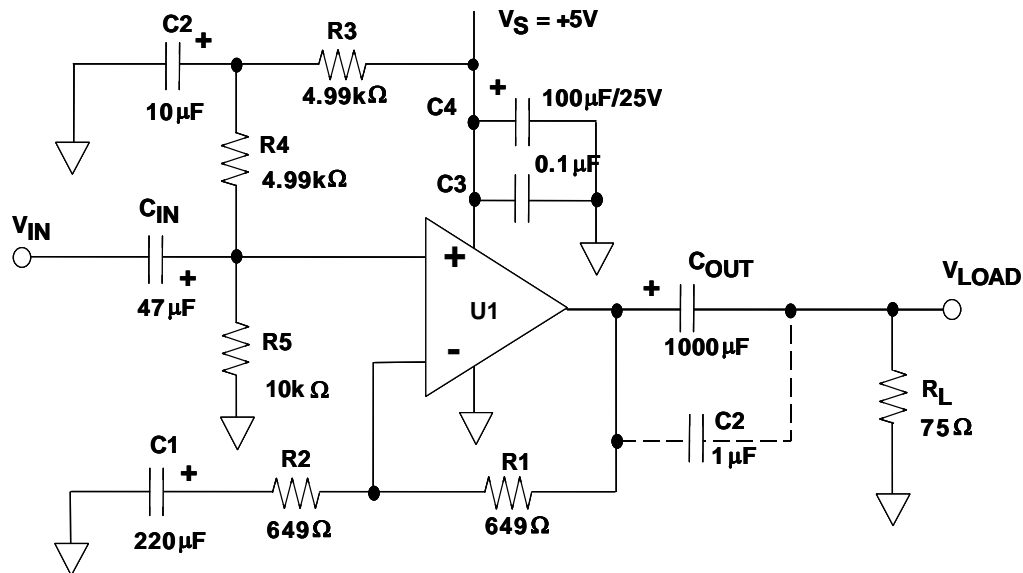 C2
+
10µF
R3
4.99kΩ
VS = +5V
+
100µF/25V
C4
0.1µF
C3
R4
4.99kΩ
VIN
CIN
+
47µF
R5
10k Ω
+
-
U1
+
COUT
1000µF
VLOAD
RL
75Ω
C2
1µF
C1
+
220µF
R2
649Ω
R1
649Ω